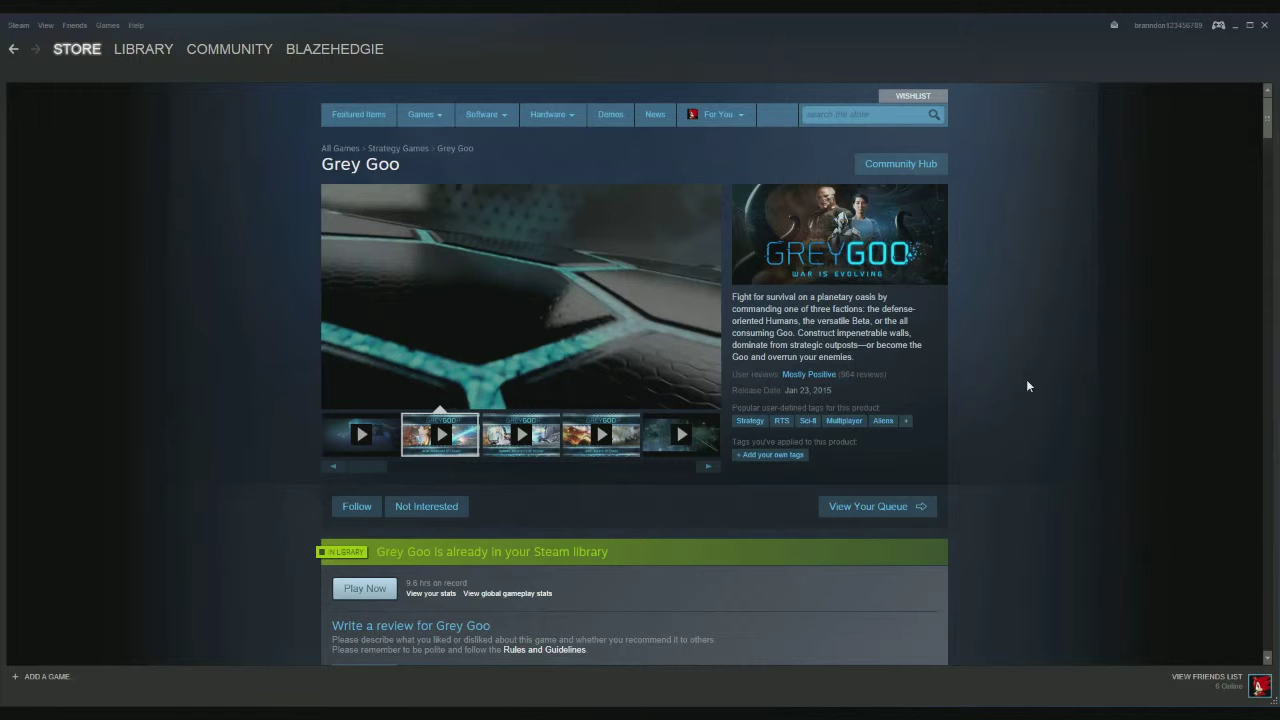 Steam View Friends Games Help
branndon123456789
STORE LIBRARY COMMUNITY BLAZEHEDGIE
WISHLIST
Featured Items Games Software Hardware Demos News For You search the store
All Games > Strategy Games > Grey Goo
Grey Goo
Community Hub
GREYGOO
WAR IS EVOLVING
Fight for survival on a planetary oasis by
commanding one of three factions: the defense-
oriented Humans, the versatile Beta, or the all
consuming Goo. Construct impenetrable walls,
dominate from strategic outposts—or become the
Goo and overrun your enemies.
User reviews: Mostly Positive (964 reviews)
Release Date: Jan 23, 2015
Popular user-defined tags for this product:
Strategy RTS Sci-fi Multiplayer Aliens +
Tags you've applied to this product:
+ Add your own tags
GREYGOO GREYGOO GREYGOO
Follow Not Interested View Your Queue
IN LIBRARY Grey Goo is already in your Steam library
Play Now
9.6 hrs on record
View your stats View global gameplay stats
Write a review for Grey Goo
Please describe what you liked or disliked about this game and whether you recommend it to others.
Please remember to be polite and follow the Rules and Guidelines.
+ ADD A GAME...
VIEW FRIENDS LIST
6 Online